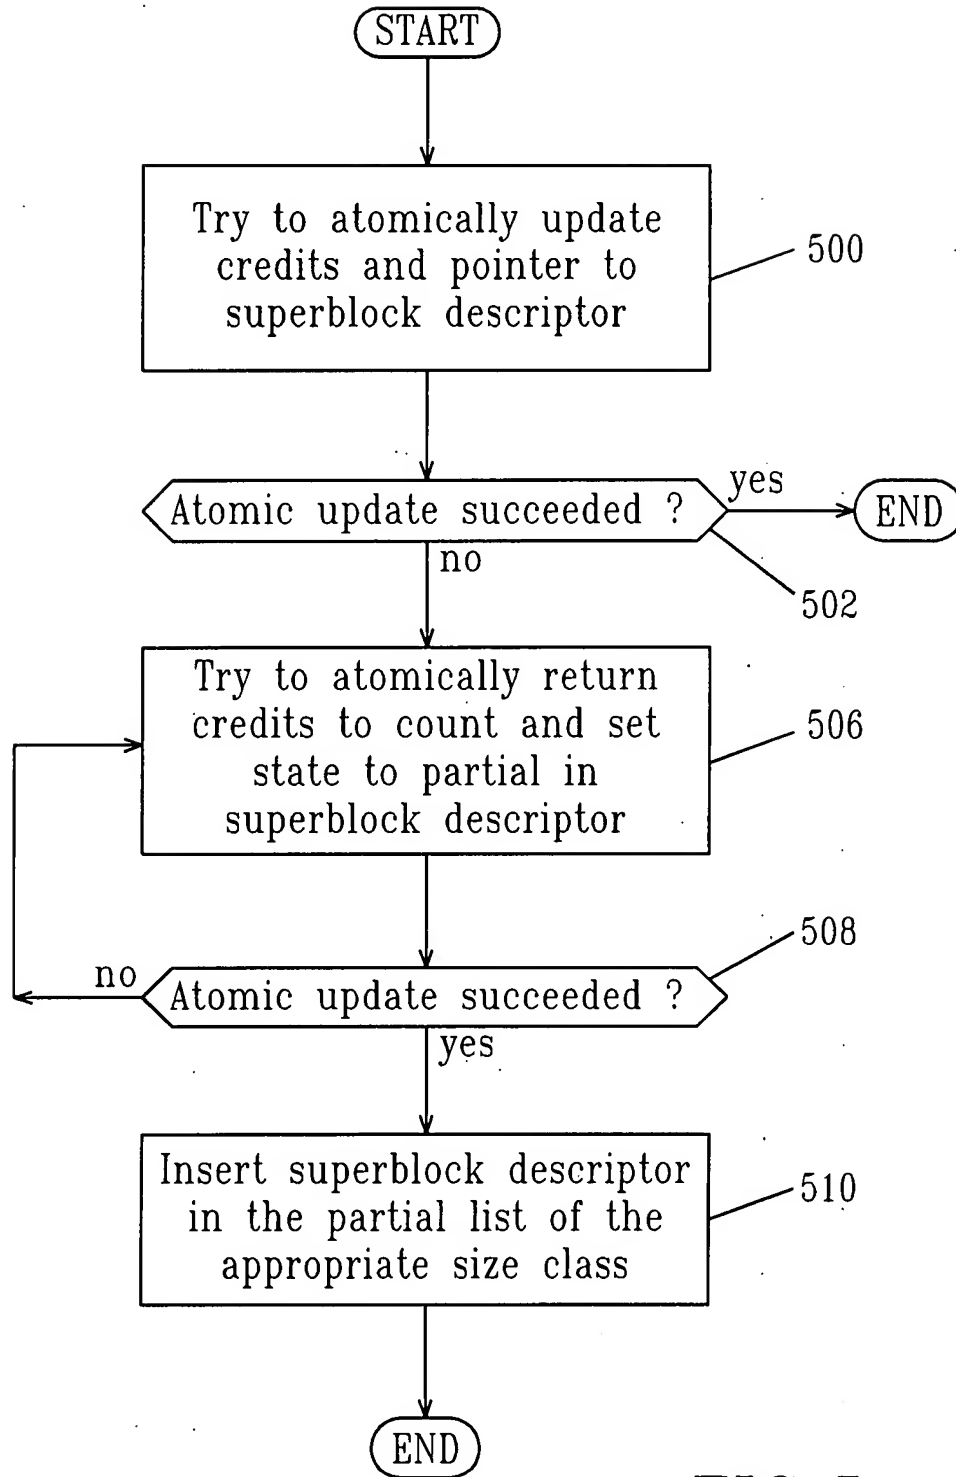 START
Try to atomically update
credits and pointer to
superblock descriptor
500
Atomic update succeeded ?
yes
END
502
no
Try to atomically return
credits to count and set
state to partial in
superblock descriptor
506
508
no
Atomic update succeeded ?
yes
Insert superblock descriptor
in the partial list of the
appropriate size class
510
END